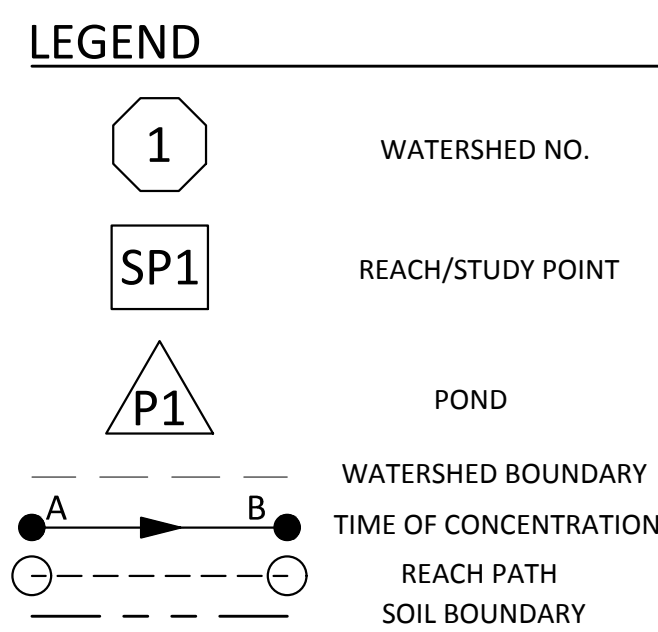 LEGEND
1 WATERSHED NO.
SP1 REACH/STUDY POINT
P1 POND
WATERSHED BOUNDARY
A B TIME OF CONCENTRATION
REACH PATH
SOIL BOUNDARY